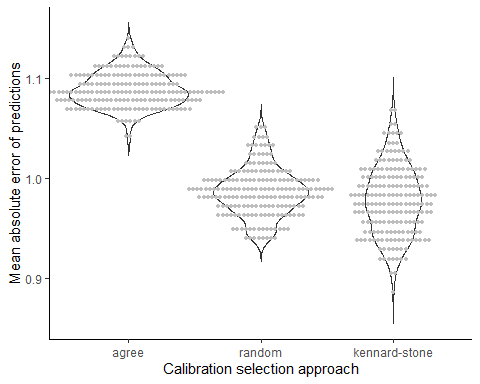 Mean absolute error of predictions
1.1
1.0
0.9
agree random kennard-stone
Calibration selection approach